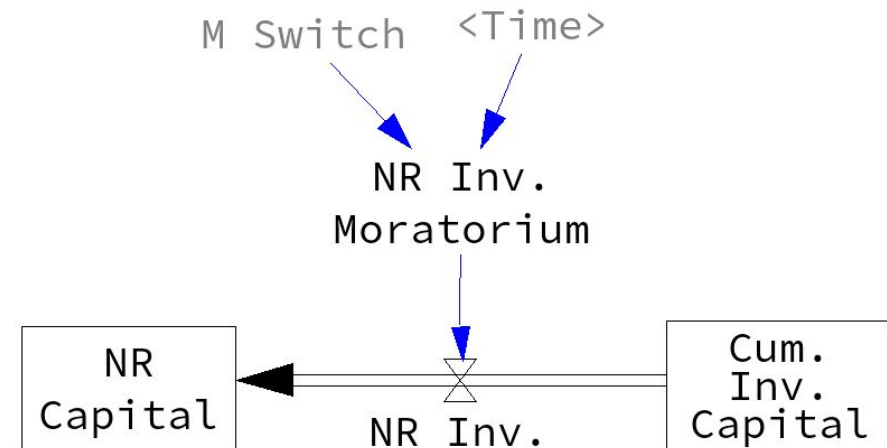 M Switch
<Time>
NR Inv.
Moratorium
NR
Capital
NR Inv.
Cum.
Inv.
Capital